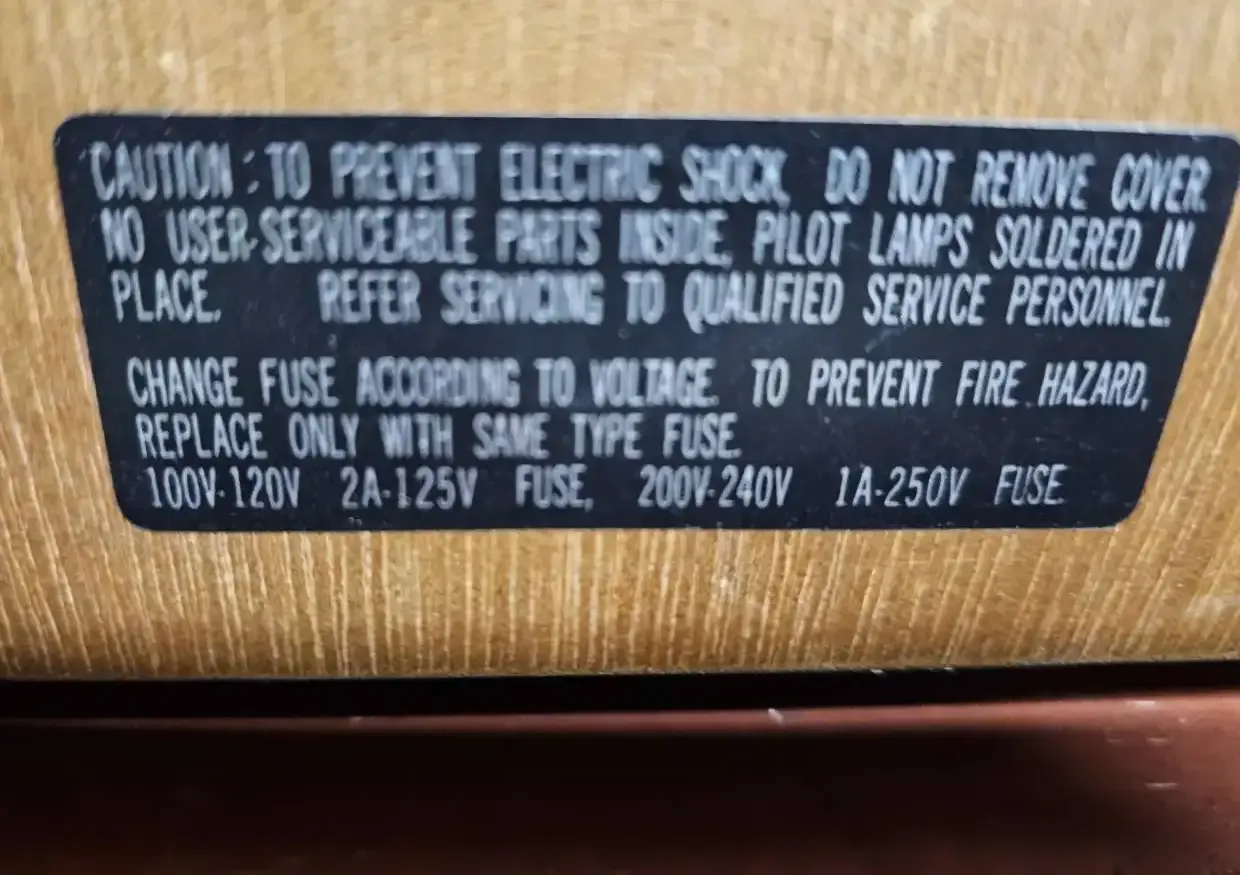 CAUTION : TO PREVENT ELECTRIC SHOCK, DO NOT REMOVE COVER.
NO USER-SERVICEABLE PARTS INSIDE, PILOT LAMPS SOLDERED IN
PLACE. REFER SERVICING TO QUALIFIED SERVICE PERSONNEL.
CHANGE FUSE ACCORDING TO VOLTAGE. TO PREVENT FIRE HAZARD,
REPLACE ONLY WITH SAME TYPE FUSE.
100V-120V 2A-125V FUSE, 200V-240V 1A-250V FUSE.